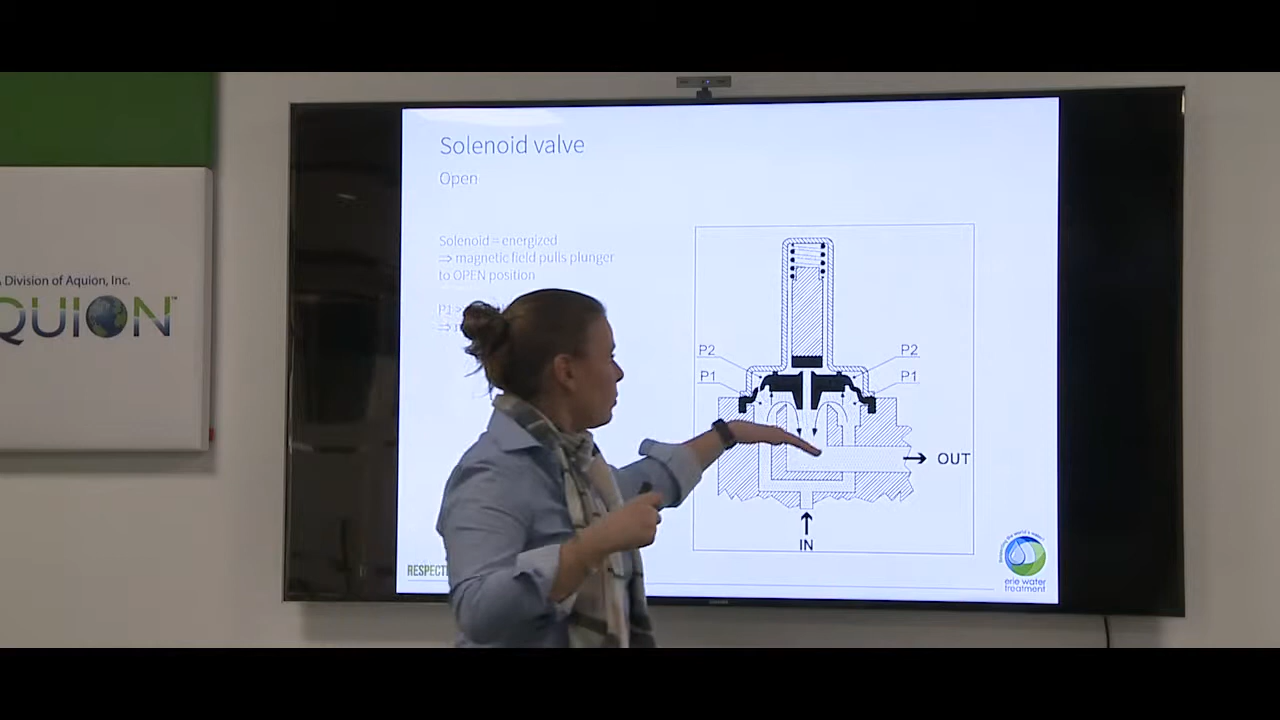 Solenoid valve
Open
Solenoid = energized
⇒ magnetic field pulls plunger
to OPEN position
P1 >
⇒
P2
P2
P1
P1
OUT
IN
A Division of Aquion, Inc.
QUION™
RESPECT
erie water
treatment